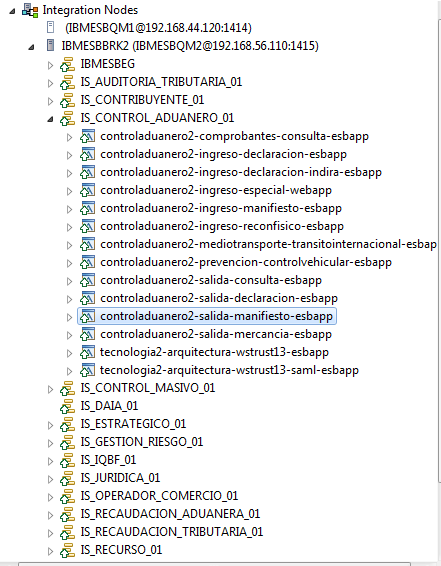 Integration Nodes
(IBMESBQM1@192.168.44.120:1414)
IBMESBBRK2 (IBMESBQM2@192.168.56.110:1415)
IBMESBEG
IS_AUDITORIA_TRIBUTARIA_01
IS_CONTRIBUYENTE_01
IS_CONTROL_ADUANERO_01
controladuanero2-comprobantes-consulta-esbapp
controladuanero2-ingreso-declaracion-esbapp
controladuanero2-ingreso-declaracion-indira-esbapp
controladuanero2-ingreso-especial-webapp
controladuanero2-ingreso-manifiesto-esbapp
controladuanero2-ingreso-reconfisico-esbapp
controladuanero2-mediotransporte-transitointernacional-esbap
controladuanero2-prevencion-controlvehicular-esbapp
controladuanero2-salida-consulta-esbapp
controladuanero2-salida-declaracion-esbapp
controladuanero2-salida-manifiesto-esbapp
controladuanero2-salida-mercancia-esbapp
tecnologia2-arquitectura-wstrust13-esbapp
tecnologia2-arquitectura-wstrust13-saml-esbapp
IS_CONTROL_MASIVO_01
IS_DAIA_01
IS_ESTRATEGICO_01
IS_GESTION_RIESGO_01
IS_IQBF_01
IS_JURIDICA_01
IS_OPERADOR_COMERCIO_01
IS_RECAUDACION_ADUANERA_01
IS_RECAUDACION_TRIBUTARIA_01
IS_RECURSO_01